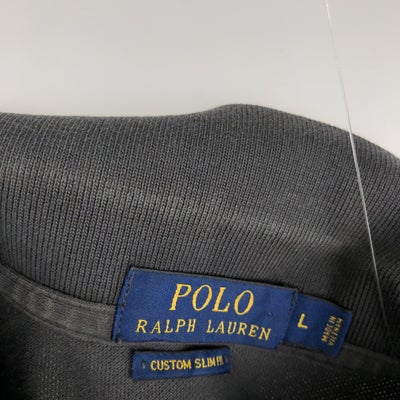 POLO
RALPH LAUREN
L
MADE IN
VIETNAM
CUSTOM SLIM FIT